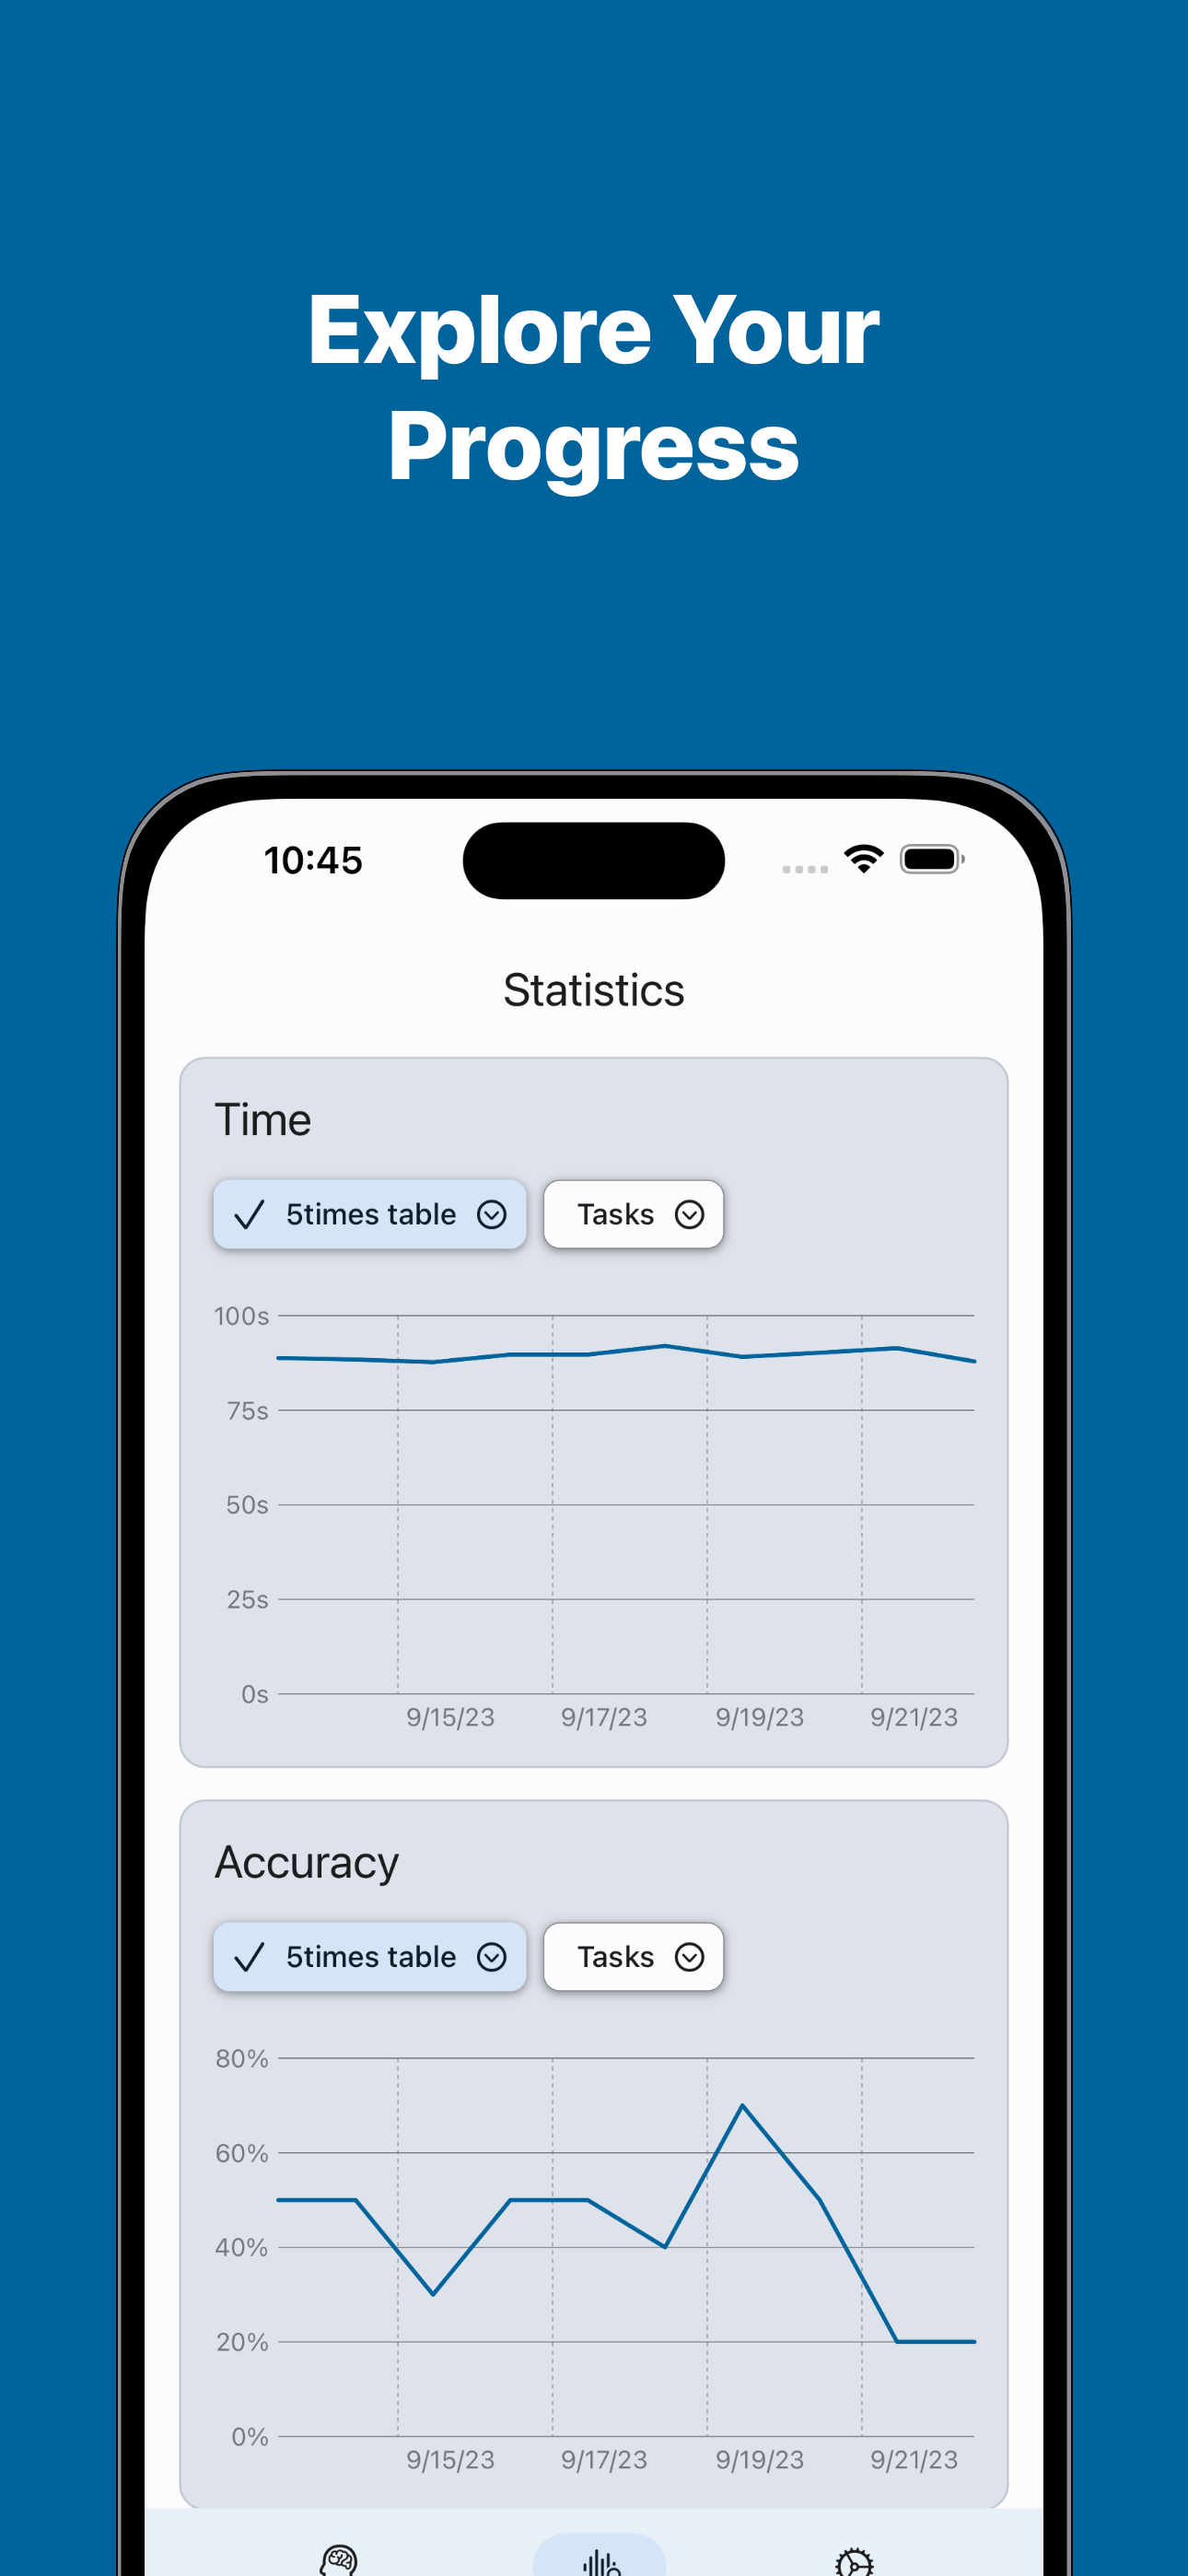 Explore Your
Progress
10:45
Statistics
Time
5times table
Tasks
100s
75s
50s
25s
0s
9/15/23 9/17/23 9/19/23 9/21/23
Accuracy
5times table
Tasks
80%
60%
40%
20%
0%
9/15/23 9/17/23 9/19/23 9/21/23